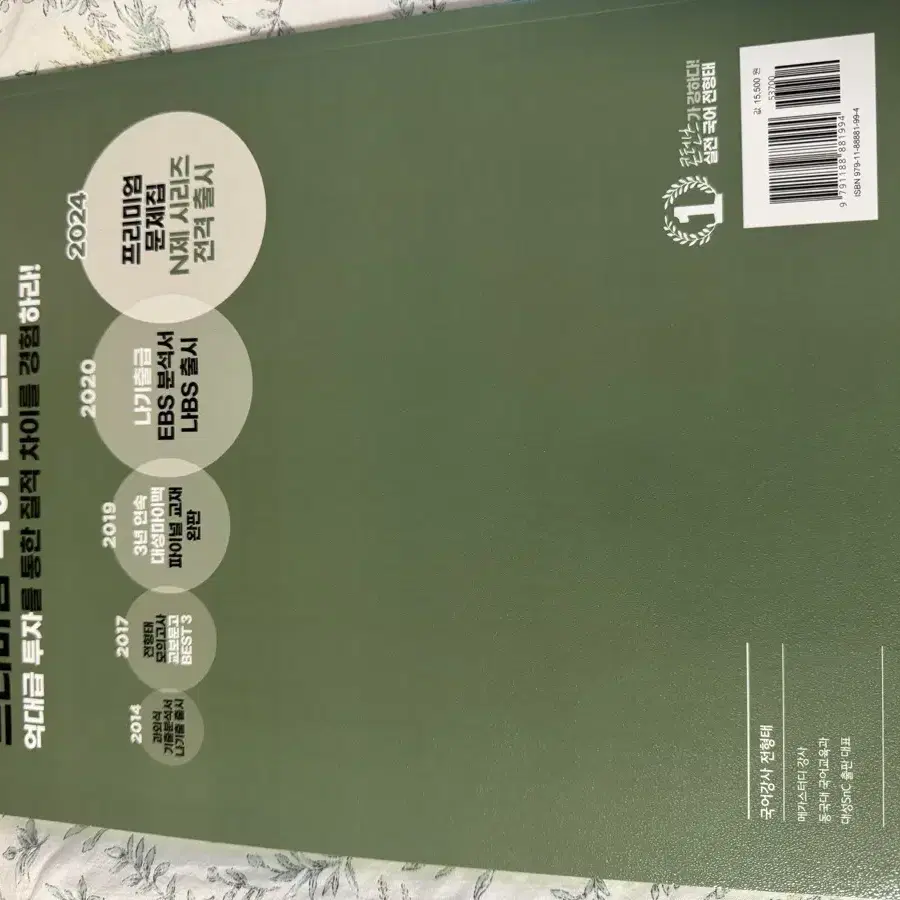 억대급 투자를 통한 질적 차이를 경험하라!
2014
과외식
기출분석서
나기출 출시
2017
전형태
모의고사
교보문고
BEST 3
2019
3년 연속
대성마이맥
파이널 교재
완판
2020
나기출급
EBS 분석서
나BS 출시
2024
프리미엄
문제집
N제 시리즈
전격 출시
국어강사 전형태
메가스터디 강사
동국대 국어교육과
대성SnC 출판 대표
1
가 강하다!
실전 국어 전형태
값 15,500 원
53700
9 791188 881994
ISBN 979-11-88881-99-4